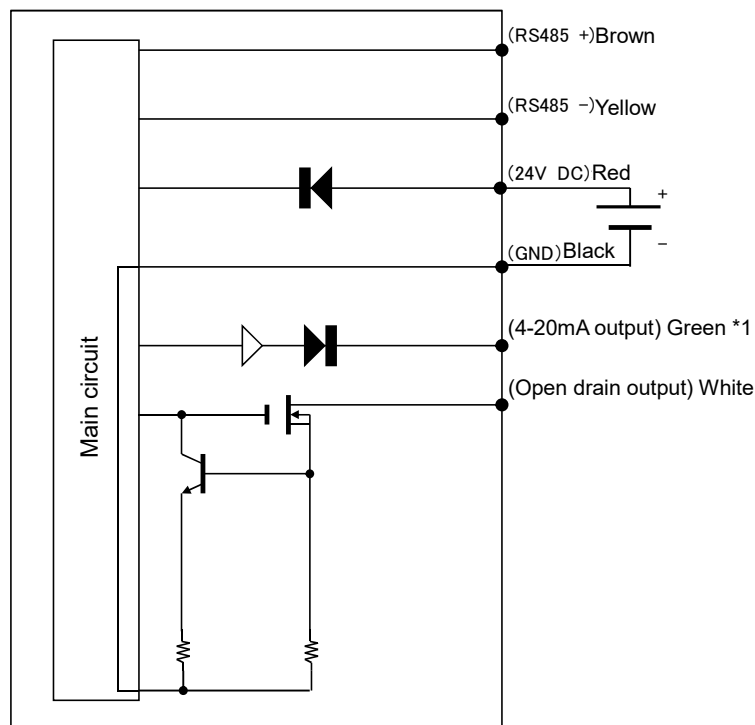 (RS485 +)Brown
(RS485 −)Yellow
(24V DC)Red
+
−
(GND)Black
(4-20mA output) Green *1
(Open drain output) White
Main circuit